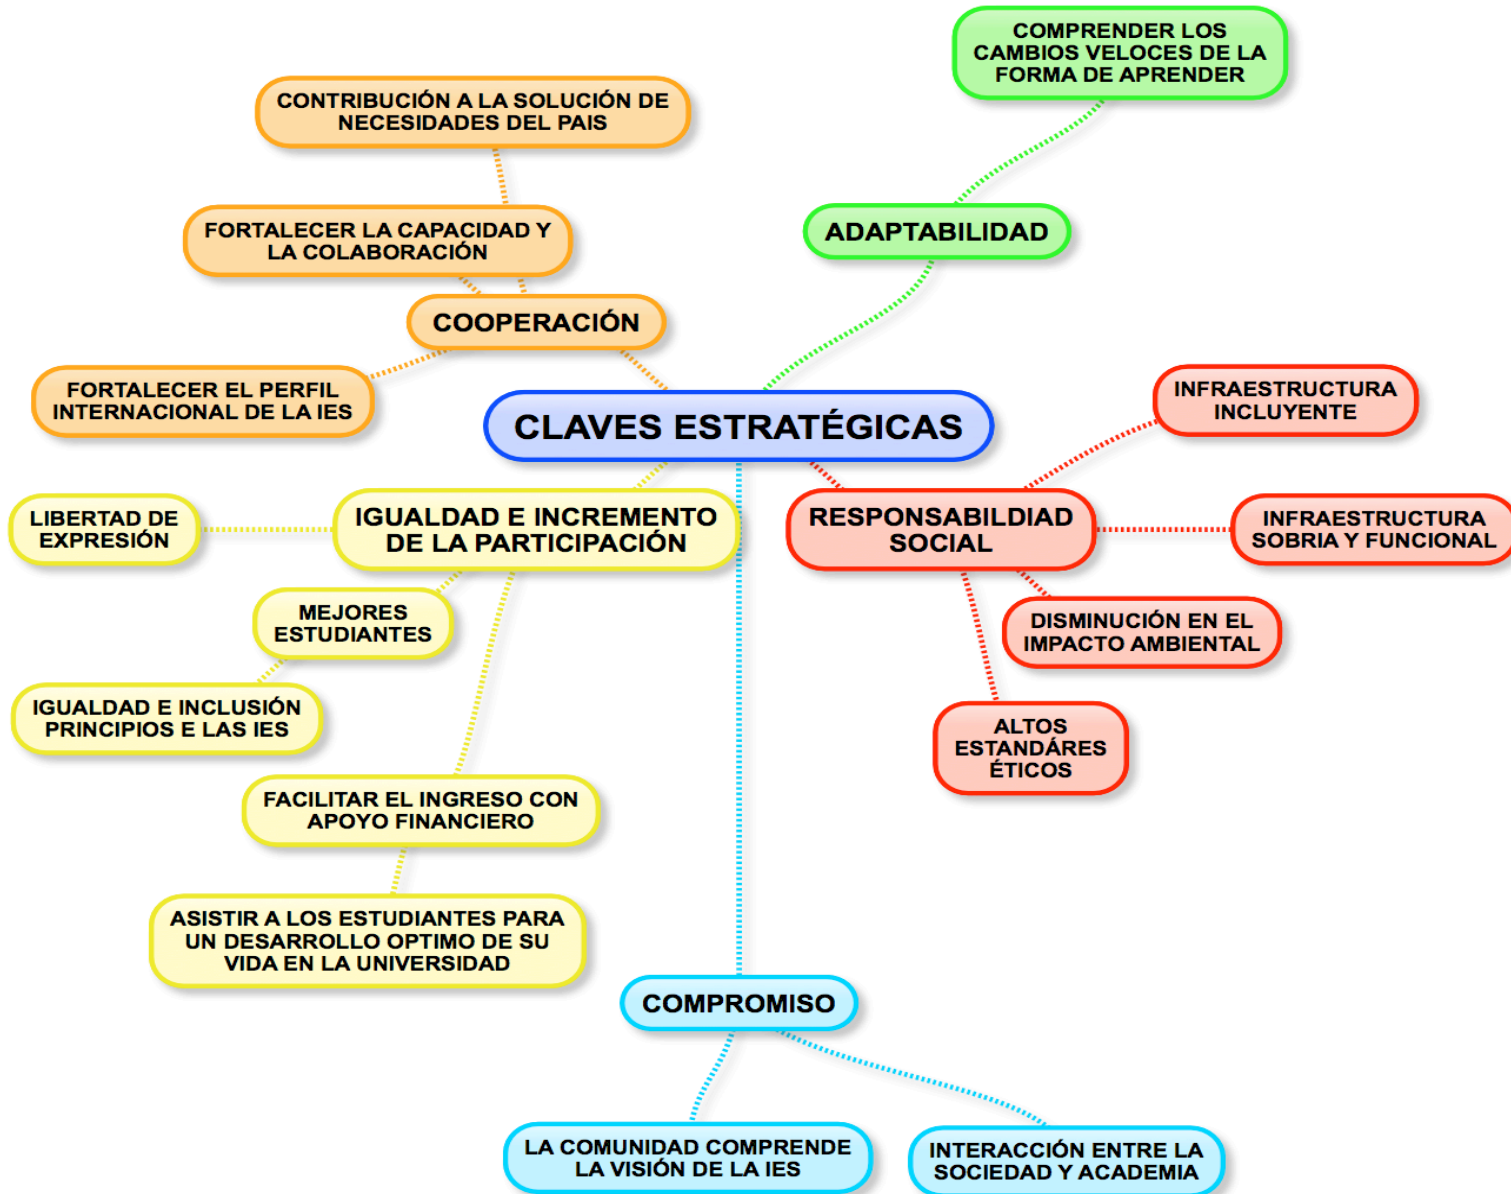 COMPRENDER LOS
CAMBIOS VELOCES DE LA
FORMA DE APRENDER
CONTRIBUCIÓN A LA SOLUCIÓN DE
NECESIDADES DEL PAIS
FORTALECER LA CAPACIDAD Y
LA COLABORACIÓN
ADAPTABILIDAD
COOPERACIÓN
FORTALECER EL PERFIL
INTERNACIONAL DE LA IES
CLAVES ESTRATÉGICAS
INFRAESTRUCTURA
INCLUYENTE
LIBERTAD DE
EXPRESIÓN
IGUALDAD E INCREMENTO
DE LA PARTICIPACIÓN
RESPONSABILDIAD
SOCIAL
INFRAESTRUCTURA
SOBRIA Y FUNCIONAL
MEJORES
ESTUDIANTES
DISMINUCIÓN EN EL
IMPACTO AMBIENTAL
IGUALDAD E INCLUSIÓN
PRINCIPIOS E LAS IES
ALTOS
ESTANDÁRES
ÉTICOS
FACILITAR EL INGRESO CON
APOYO FINANCIERO
ASISTIR A LOS ESTUDIANTES PARA
UN DESARROLLO OPTIMO DE SU
VIDA EN LA UNIVERSIDAD
COMPROMISO
LA COMUNIDAD COMPRENDE
LA VISIÓN DE LA IES
INTERACCIÓN ENTRE LA
SOCIEDAD Y ACADEMIA